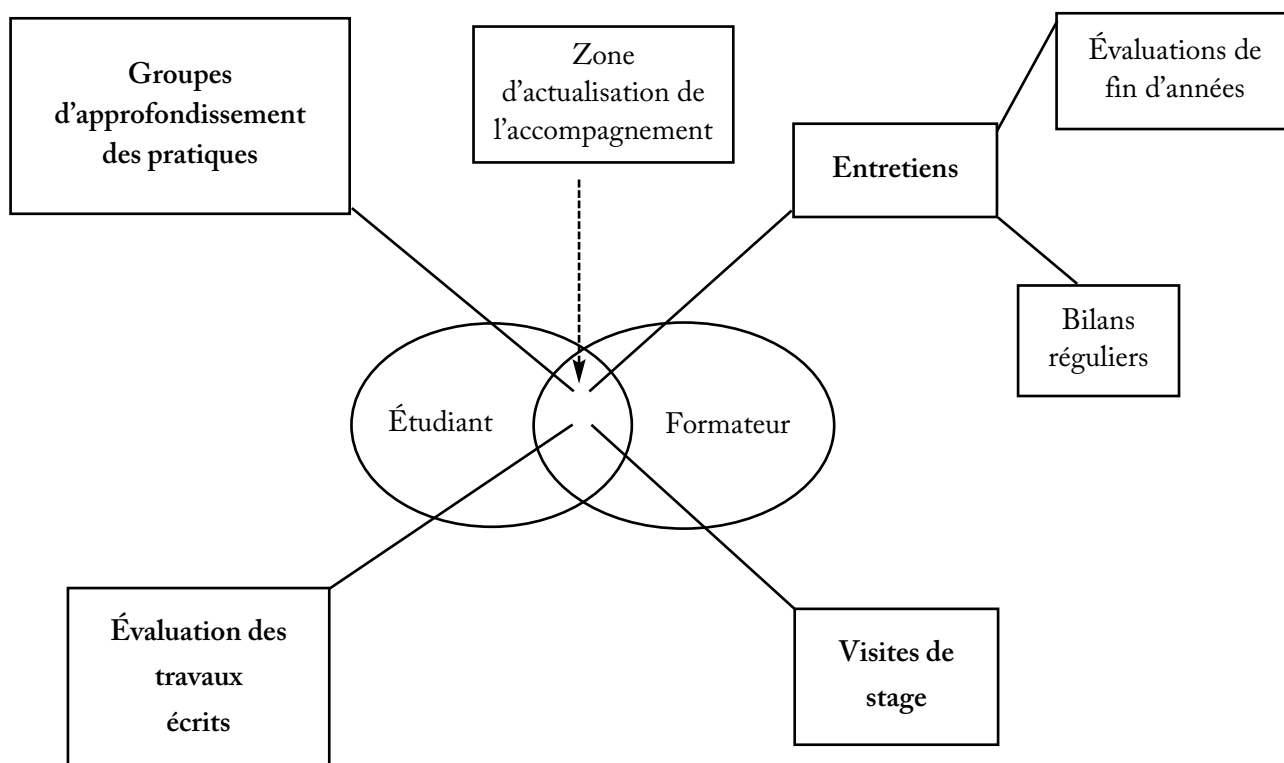 Groupes
d'approfondissement
des pratiques
Zone
d'actualisation de
l'accompagnement
Évaluations de
fin d'années
Entretiens
Bilans
réguliers
Étudiant
Formateur
Évaluation des
travaux
écrits
Visites de
stage